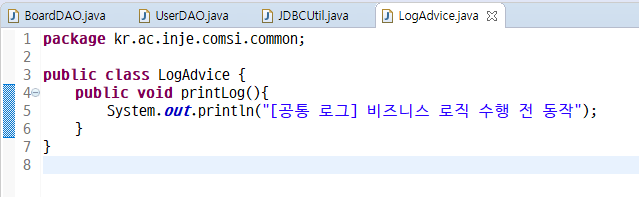 BoardDAO.java UserDAO.java JDBCUtil.java LogAdvice.java
1 package kr.ac.inje.comsi.common;
2
3 public class LogAdvice {
4 public void printLog(){
5 System.out.println("[공통 로그] 비즈니스 로직 수행 전 동작");
6 }
7 }
8